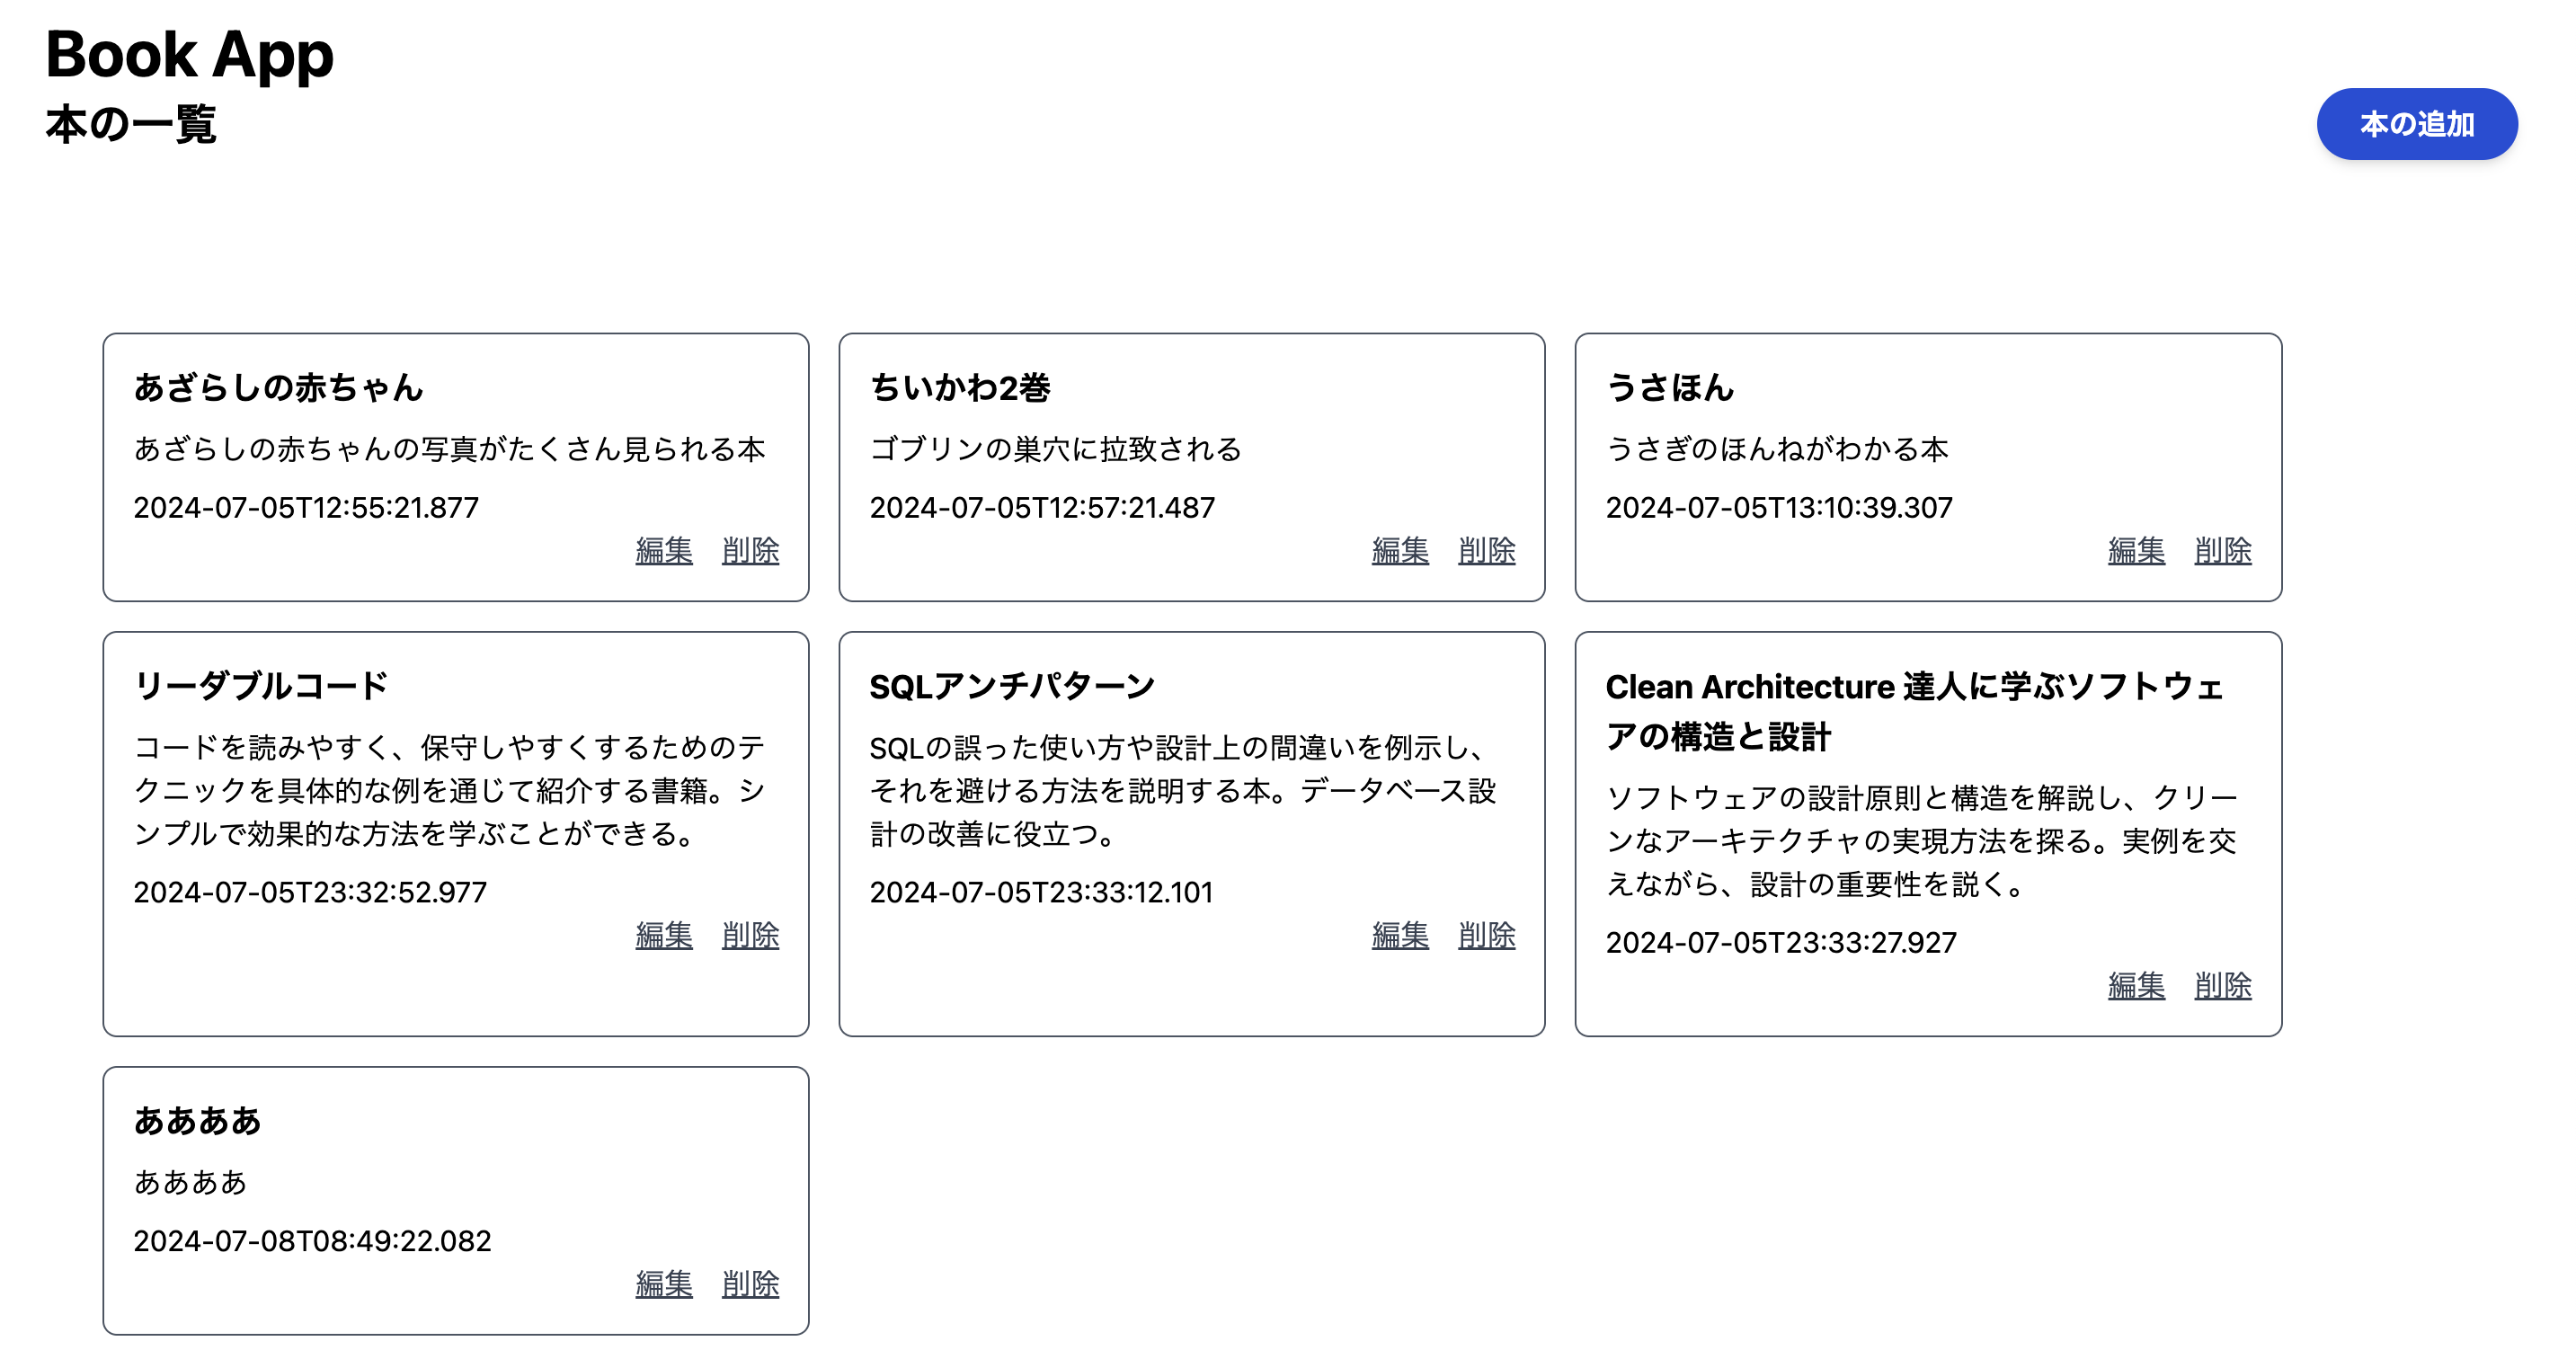 Book App
本の一覧
本の追加
あざらしの赤ちゃん
あざらしの赤ちゃんの写真がたくさん見られる本
2024-07-05T12:55:21.877
編集 削除
ちいかわ2巻
ゴブリンの巣穴に拉致される
2024-07-05T12:57:21.487
編集 削除
うさほん
うさぎのほんねがわかる本
2024-07-05T13:10:39.307
編集 削除
リーダブルコード
コードを読みやすく、保守しやすくするためのテ
クニックを具体的な例を通じて紹介する書籍。シ
ンプルで効果的な方法を学ぶことができる。
2024-07-05T23:32:52.977
編集 削除
SQLアンチパターン
SQLの誤った使い方や設計上の間違いを例示し、
それを避ける方法を説明する本。データベース設
計の改善に役立つ。
2024-07-05T23:33:12.101
編集 削除
Clean Architecture 達人に学ぶソフトウェ
アの構造と設計
ソフトウェアの設計原則と構造を解説し、クリー
ンなアーキテクチャの実現方法を探る。実例を交
えながら、設計の重要性を説く。
2024-07-05T23:33:27.927
編集 削除
ああああ
ああああ
2024-07-08T08:49:22.082
編集 削除